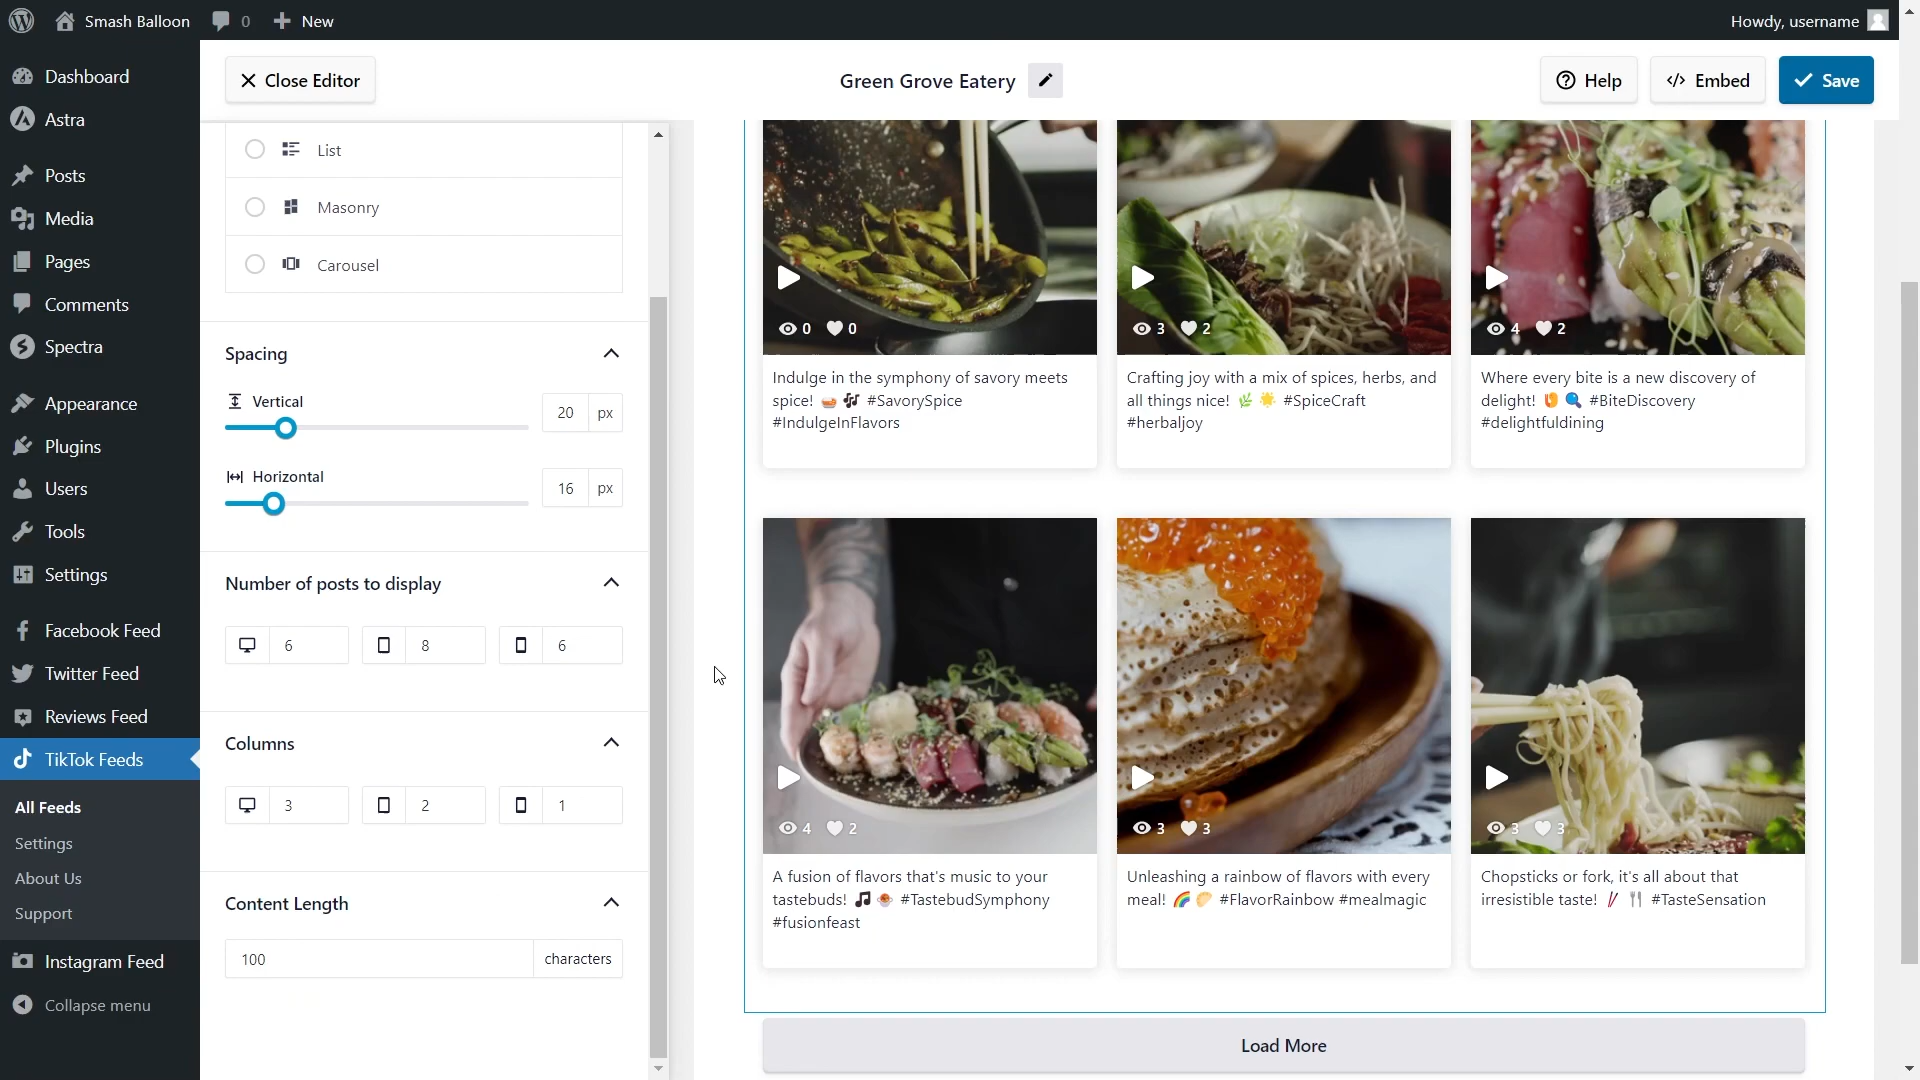 Smash Balloon
0
New
Howdy, username
Dashboard
Astra
Posts
Media
Pages
Comments
Spectra
Appearance
Plugins
Users
Tools
Settings
Facebook Feed
Twitter Feed
Reviews Feed
TikTok Feeds
All Feeds
Settings
About Us
Support
Instagram Feed
Collapse menu
Close Editor
Green Grove Eatery
Help
Embed
Save
List
Masonry
Carousel
Spacing
Vertical
20 px
Horizontal
16 px
Number of posts to display
6 8 6
Columns
3 2 1
Content Length
100 characters
0 0
Indulge in the symphony of savory meets
spice! 🍛 🎶 #SavorySpice
#IndulgeInFlavors
3 2
Crafting joy with a mix of spices, herbs, and
all things nice! 🌿 🌟 #SpiceCraft
#herbaljoy
4 2
Where every bite is a new discovery of
delight! 🍤 🔍 #BiteDiscovery
#delightfuldining
4 2
A fusion of flavors that's music to your
tastebuds! 🎵 🍲 #TastebudSymphony
#fusionfeast
3 3
Unleashing a rainbow of flavors with every
meal! 🌈 🥟 #FlavorRainbow #mealmagic
3 3
Chopsticks or fork, it's all about that
irresistible taste! 🥢 🍴 #TasteSensation
Load More